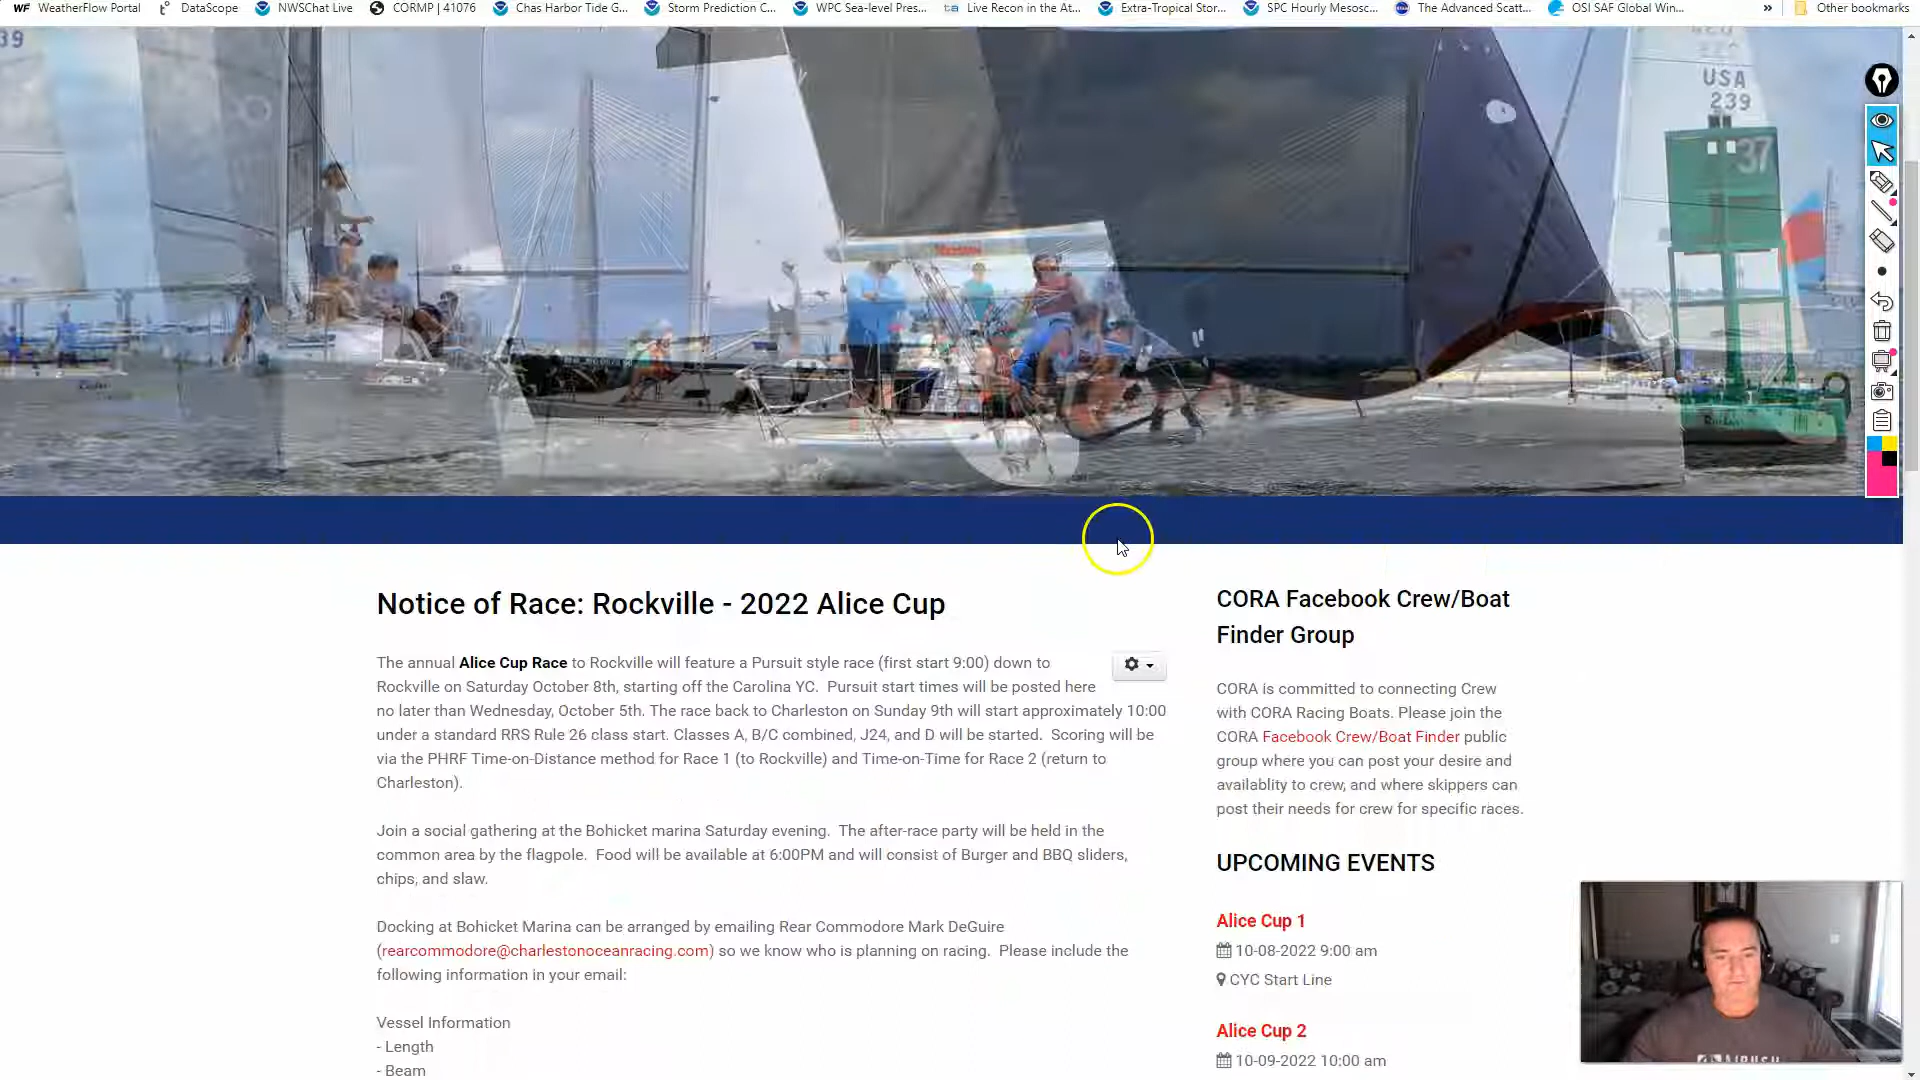 WF WeatherFlow Portal DataScope NWSChat Live CORMP | 41076 Chas Harbor Tide G... Storm Prediction C... WPC Sea-level Pres... ta Live Recon in the At... Extra-Tropical Stor... SPC Hourly Mesosc... The Advanced Scatt... OSI SAF Global Win... » Other bookmarks
39
USA
239
37
Notice of Race: Rockville - 2022 Alice Cup
The annual Alice Cup Race to Rockville will feature a Pursuit style race (first start 9:00) down to
Rockville on Saturday October 8th, starting off the Carolina YC. Pursuit start times will be posted here
no later than Wednesday, October 5th. The race back to Charleston on Sunday 9th will start approximately 10:00
under a standard RRS Rule 26 class start. Classes A, B/C combined, J24, and D will be started. Scoring will be
via the PHRF Time-on-Distance method for Race 1 (to Rockville) and Time-on-Time for Race 2 (return to
Charleston).
Join a social gathering at the Bohicket marina Saturday evening. The after-race party will be held in the
common area by the flagpole. Food will be available at 6:00PM and will consist of Burger and BBQ sliders,
chips, and slaw.
Docking at Bohicket Marina can be arranged by emailing Rear Commodore Mark DeGuire
(rearcommodore@charlestonoceanracing.com) so we know who is planning on racing. Please include the
following information in your email:
Vessel Information
- Length
- Beam
CORA Facebook Crew/Boat
Finder Group
CORA is committed to connecting Crew
with CORA Racing Boats. Please join the
CORA Facebook Crew/Boat Finder public
group where you can post your desire and
availablity to crew, and where skippers can
post their needs for crew for specific races.
UPCOMING EVENTS
Alice Cup 1
10-08-2022 9:00 am
CYC Start Line
Alice Cup 2
10-09-2022 10:00 am